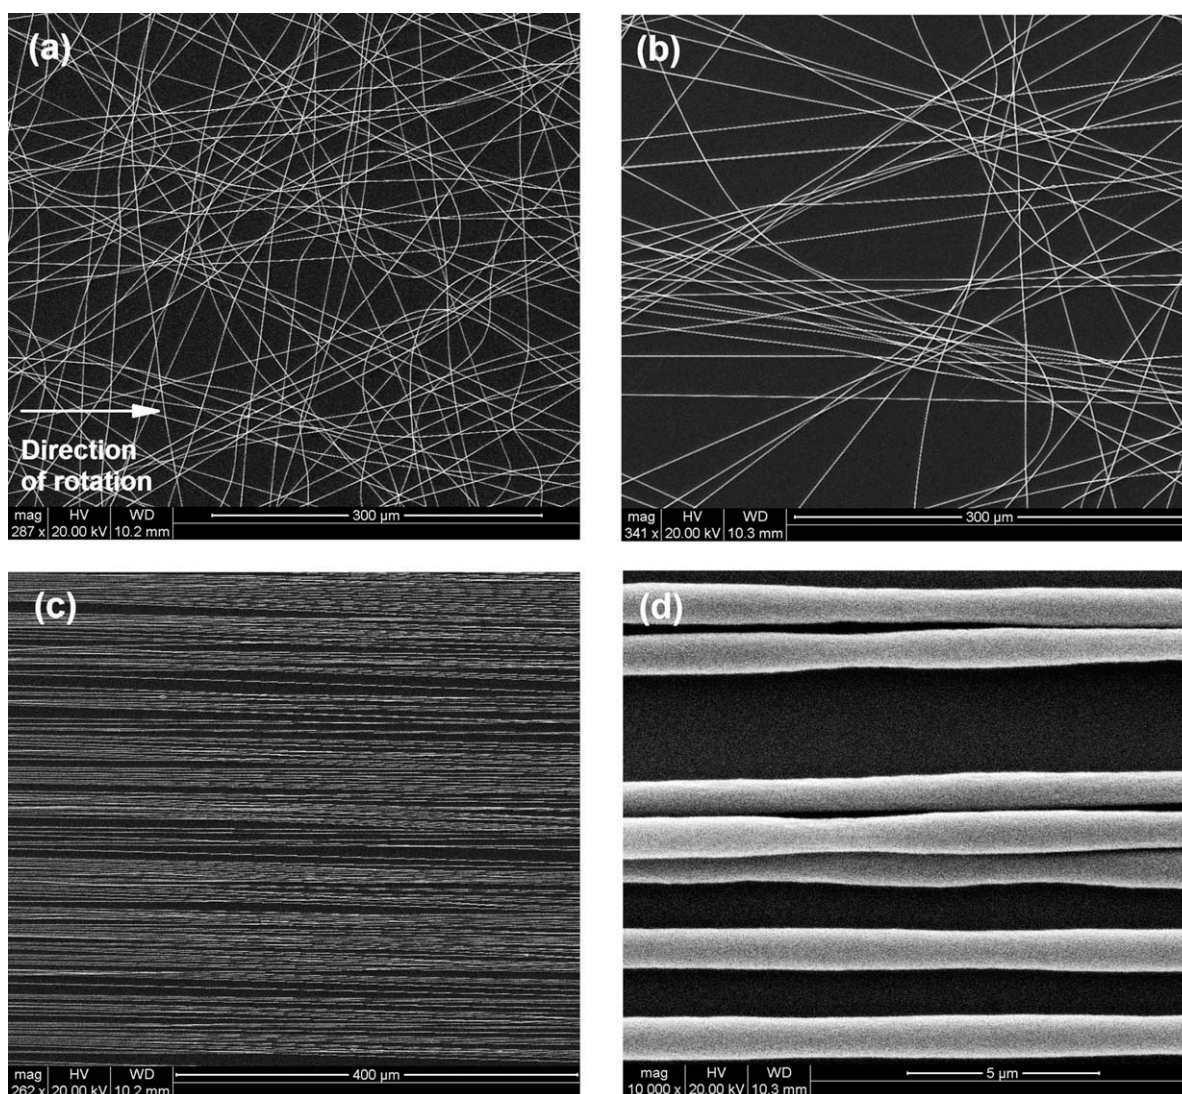 (a)
Direction
of rotation
mag HV WD 300 µm
287 x 20.00 kV 10.2 mm
(b)
mag HV WD 300 µm
341 x 20.00 kV 10.3 mm
(c)
mag HV WD 400 µm
262 x 20.00 kV 10.2 mm
(d)
mag HV WD 5 µm
10 000 x 20.00 kV 10.3 mm